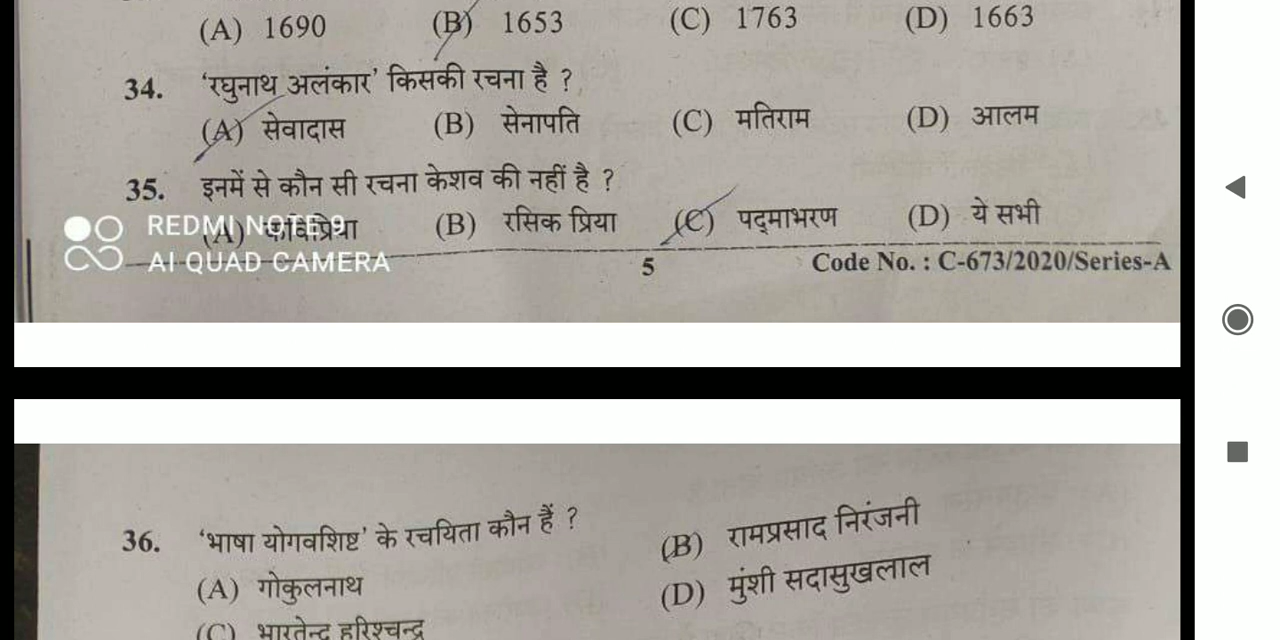 (A) 1690 (B) 1653 (C) 1763 (D) 1663
34. ‘रघुनाथ अलंकार’ किसकी रचना है ?
(A) सेवादास (B) सेनापति (C) मतिराम (D) आलम
35. इनमें से कौन सी रचना केशव की नहीं है ?
(A) कविप्रिया (B) रसिक प्रिया (C) पद्माभरण (D) ये सभी
REDMI NOTE 9
AI QUAD CAMERA
5 Code No. : C-673/2020/Series-A
36. ‘भाषा योगवशिष्ट’ के रचयिता कौन हैं ?
(A) गोकुलनाथ (B) रामप्रसाद निरंजनी
(C) भारतेन्दु हरिश्चन्द्र (D) मुंशी सदासुखलाल